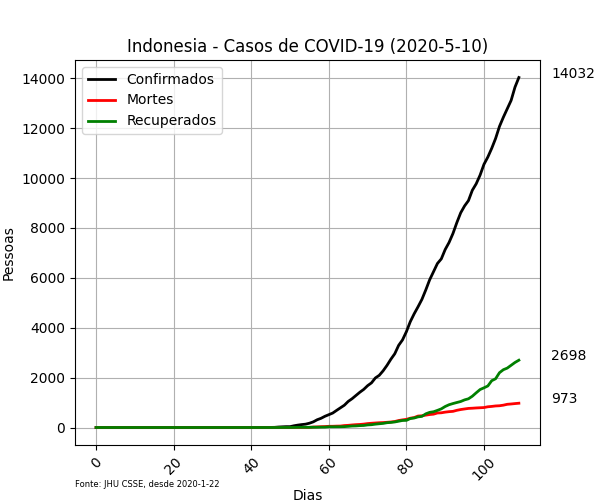 Indonesia - Casos de COVID-19 (2020-5-10)
Confirmados
Mortes
Recuperados
14000
12000
10000
8000
6000
4000
2000
0
Pessoas
14032
2698
973
0
20
40
60
80
100
Fonte: JHU CSSE, desde 2020-1-22
Dias